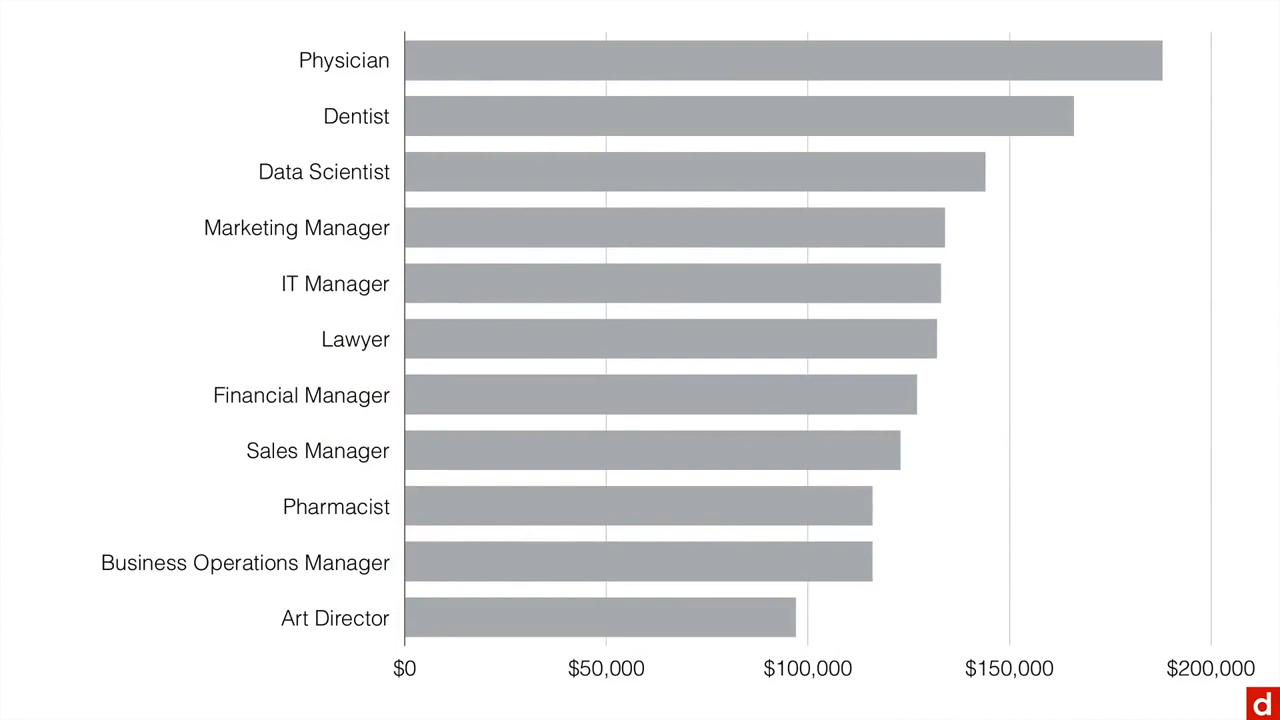 Physician
Dentist
Data Scientist
Marketing Manager
IT Manager
Lawyer
Financial Manager
Sales Manager
Pharmacist
Business Operations Manager
Art Director
$0 $50,000 $100,000 $150,000 $200,000
d